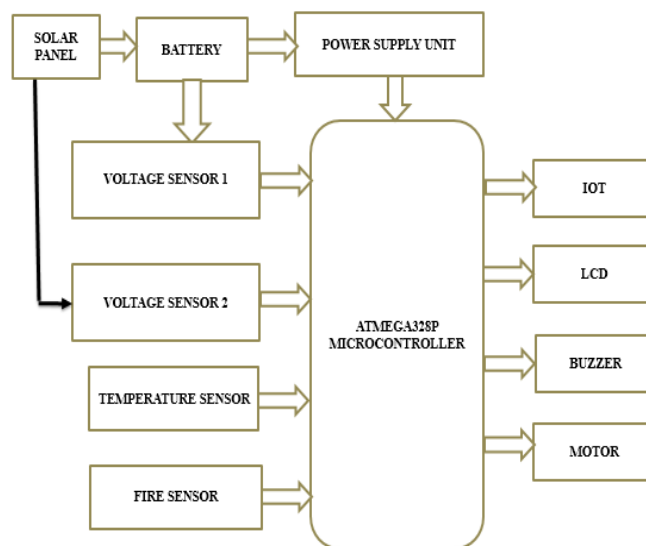 SOLAR
PANEL
BATTERY
POWER SUPPLY UNIT
VOLTAGE SENSOR 1
VOLTAGE SENSOR 2
TEMPERATURE SENSOR
FIRE SENSOR
ATMEGA328P
MICROCONTROLLER
IOT
LCD
BUZZER
MOTOR